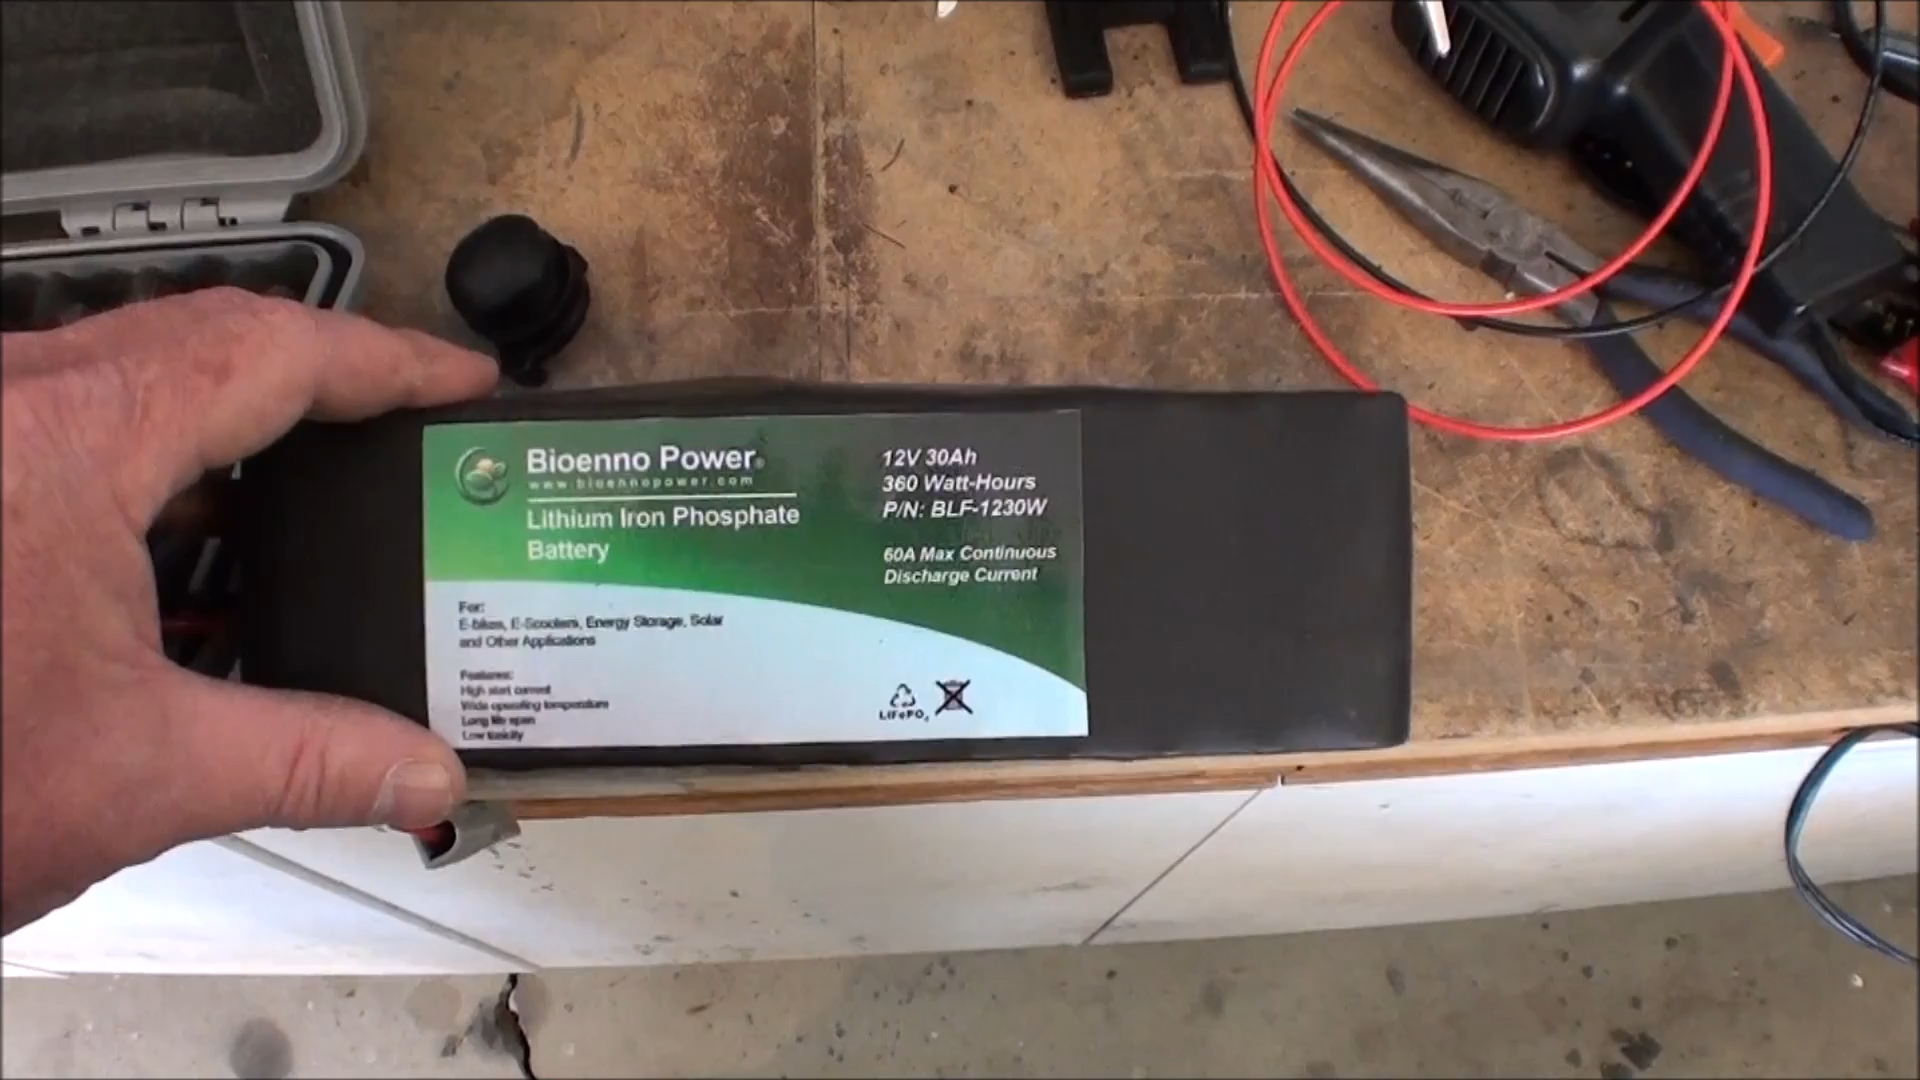 Bioenno Power®
www.bioennopower.com
Lithium Iron Phosphate
Battery
12V 30Ah
360 Watt-Hours
P/N: BLF-1230W
60A Max Continuous
Discharge Current
For:
E-bikes, E-Scooters, Energy Storage, Solar
and Other Applications
Features:
High start current
Wide operating temperature
Long life span
Low toxicity
LiFePO₄